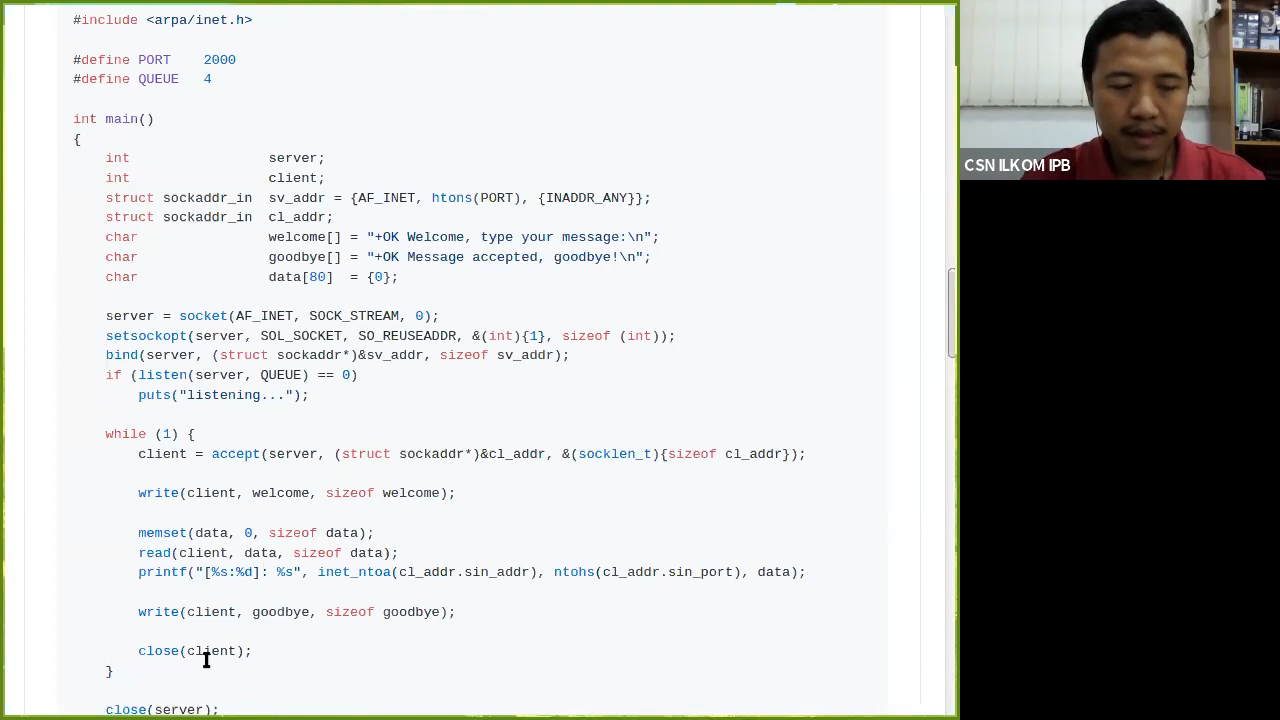 #include <arpa/inet.h>
#define PORT    2000
#define QUEUE   4
int main()
{
    int                 server;
    int                 client;
    struct sockaddr_in  sv_addr = {AF_INET, htons(PORT), {INADDR_ANY}};
    struct sockaddr_in  cl_addr;
    char                welcome[] = "+OK Welcome, type your message:\n";
    char                goodbye[] = "+OK Message accepted, goodbye!\n";
    char                data[80]  = {0};
    server = socket(AF_INET, SOCK_STREAM, 0);
    setsockopt(server, SOL_SOCKET, SO_REUSEADDR, &(int){1}, sizeof (int));
    bind(server, (struct sockaddr*)&sv_addr, sizeof sv_addr);
    if (listen(server, QUEUE) == 0)
        puts("listening...");
    while (1) {
        client = accept(server, (struct sockaddr*)&cl_addr, &(socklen_t){sizeof cl_addr});
        write(client, welcome, sizeof welcome);
        memset(data, 0, sizeof data);
        read(client, data, sizeof data);
        printf("[%s:%d]: %s", inet_ntoa(cl_addr.sin_addr), ntohs(cl_addr.sin_port), data);
        write(client, goodbye, sizeof goodbye);
        close(client);
    }
    close(server);
CSN ILKOM IPB